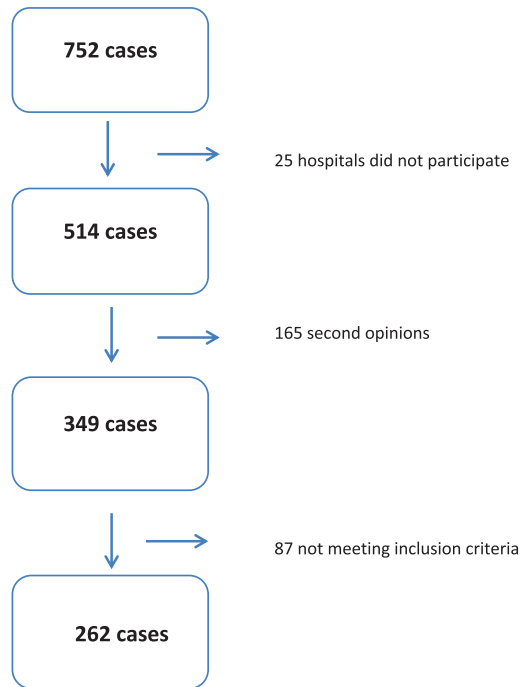 752 cases
25 hospitals did not participate
514 cases
165 second opinions
349 cases
87 not meeting inclusion criteria
262 cases